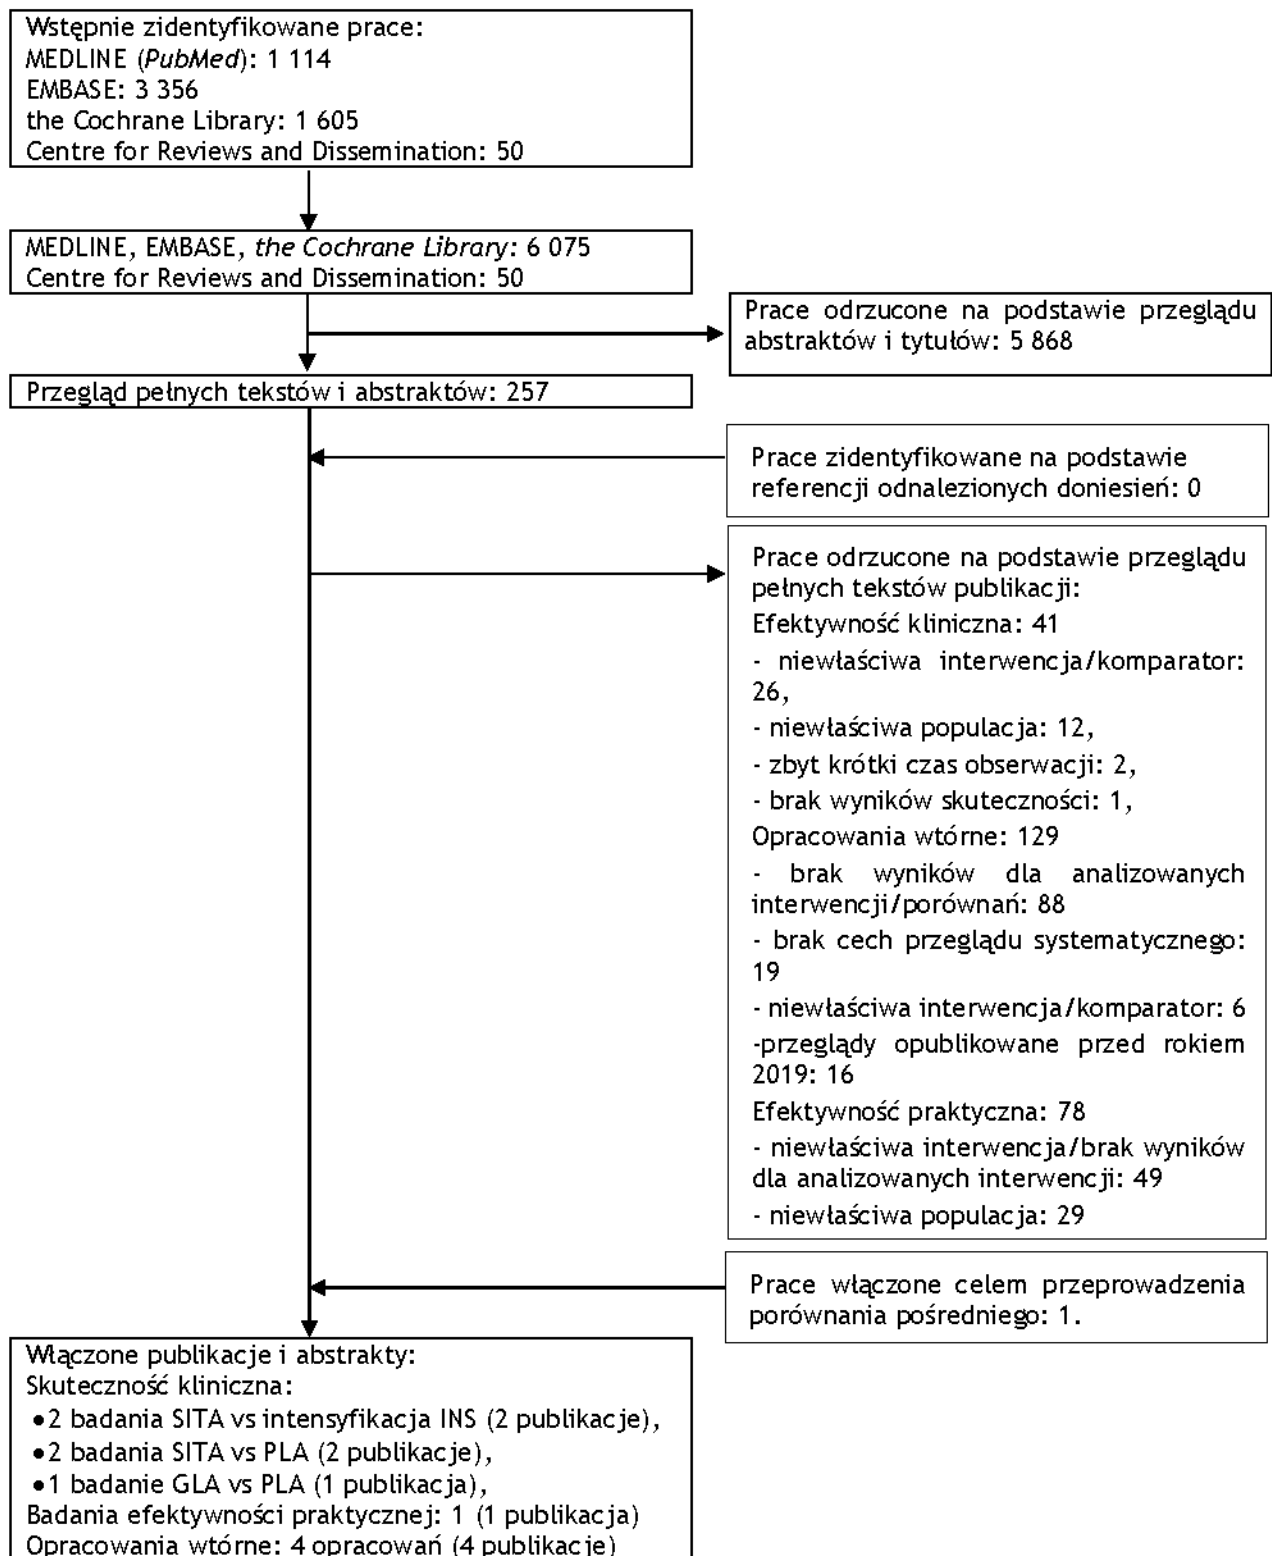 Wstępnie zidentyfikowane prace:
MEDLINE (PubMed): 1 114
EMBASE: 3 356
the Cochrane Library: 1 605
Centre for Reviews and Dissemination: 50
MEDLINE, EMBASE, the Cochrane Library: 6 075
Centre for Reviews and Dissemination: 50
Prace odrzucone na podstawie przeglądu
abstraktów i tytułów: 5 868
Przegląd pełnych tekstów i abstraktów: 257
Prace zidentyfikowane na podstawie
referencji odnalezionych doniesień: 0
Prace odrzucone na podstawie przeglądu
pełnych tekstów publikacji:
Efektywność kliniczna: 41
- niewłaściwa interwencja/komparator:
26,
- niewłaściwa populacja: 12,
- zbyt krótki czas obserwacji: 2,
- brak wyników skuteczności: 1,
Opracowania wtórne: 129
- brak wyników dla analizowanych
interwencji/porównań: 88
- brak cech przeglądu systematycznego:
19
- niewłaściwa interwencja/komparator: 6
-przeglądy opublikowane przed rokiem
2019: 16
Efektywność praktyczna: 78
- niewłaściwa interwencja/brak wyników
dla analizowanych interwencji: 49
- niewłaściwa populacja: 29
Prace włączone celem przeprowadzenia
porównania pośredniego: 1.
Włączone publikacje i abstrakty:
Skuteczność kliniczna:
•2 badania SITA vs intensyfikacja INS (2 publikacje),
•2 badania SITA vs PLA (2 publikacje),
•1 badanie GLA vs PLA (1 publikacja),
Badania efektywności praktycznej: 1 (1 publikacja)
Opracowania wtórne: 4 opracowań (4 publikacje)